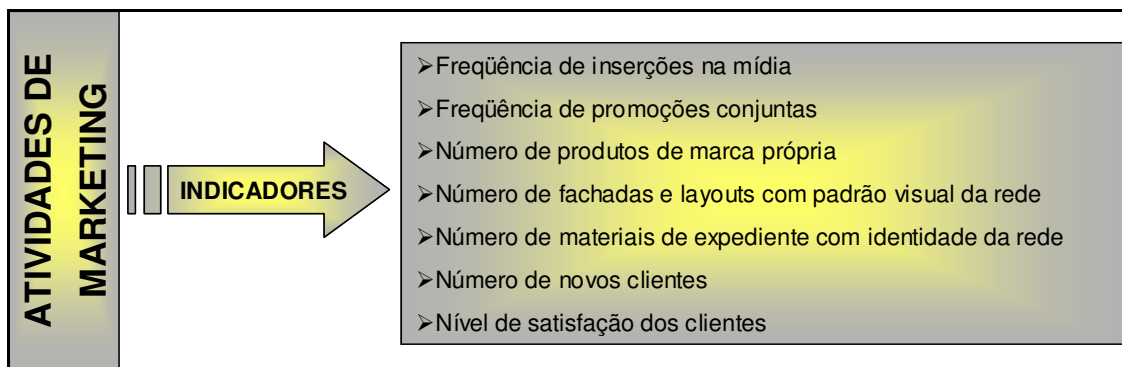 ATIVIDADES DE
MARKETING
INDICADORES
➢Freqüência de inserções na mídia
➢Freqüência de promoções conjuntas
➢Número de produtos de marca própria
➢Número de fachadas e layouts com padrão visual da rede
➢Número de materiais de expediente com identidade da rede
➢Número de novos clientes
➢Nível de satisfação dos clientes